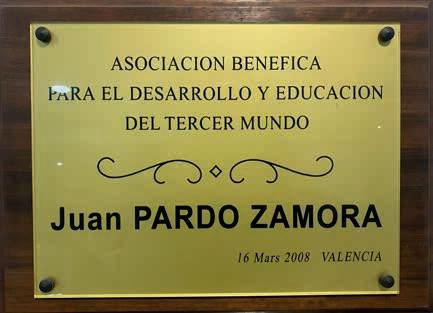 ASOCIACION BENEFICA
PARA EL DESARROLLO Y EDUCACION
DEL TERCER MUNDO
Juan PARDO ZAMORA
16 Mars 2008 VALENCIA